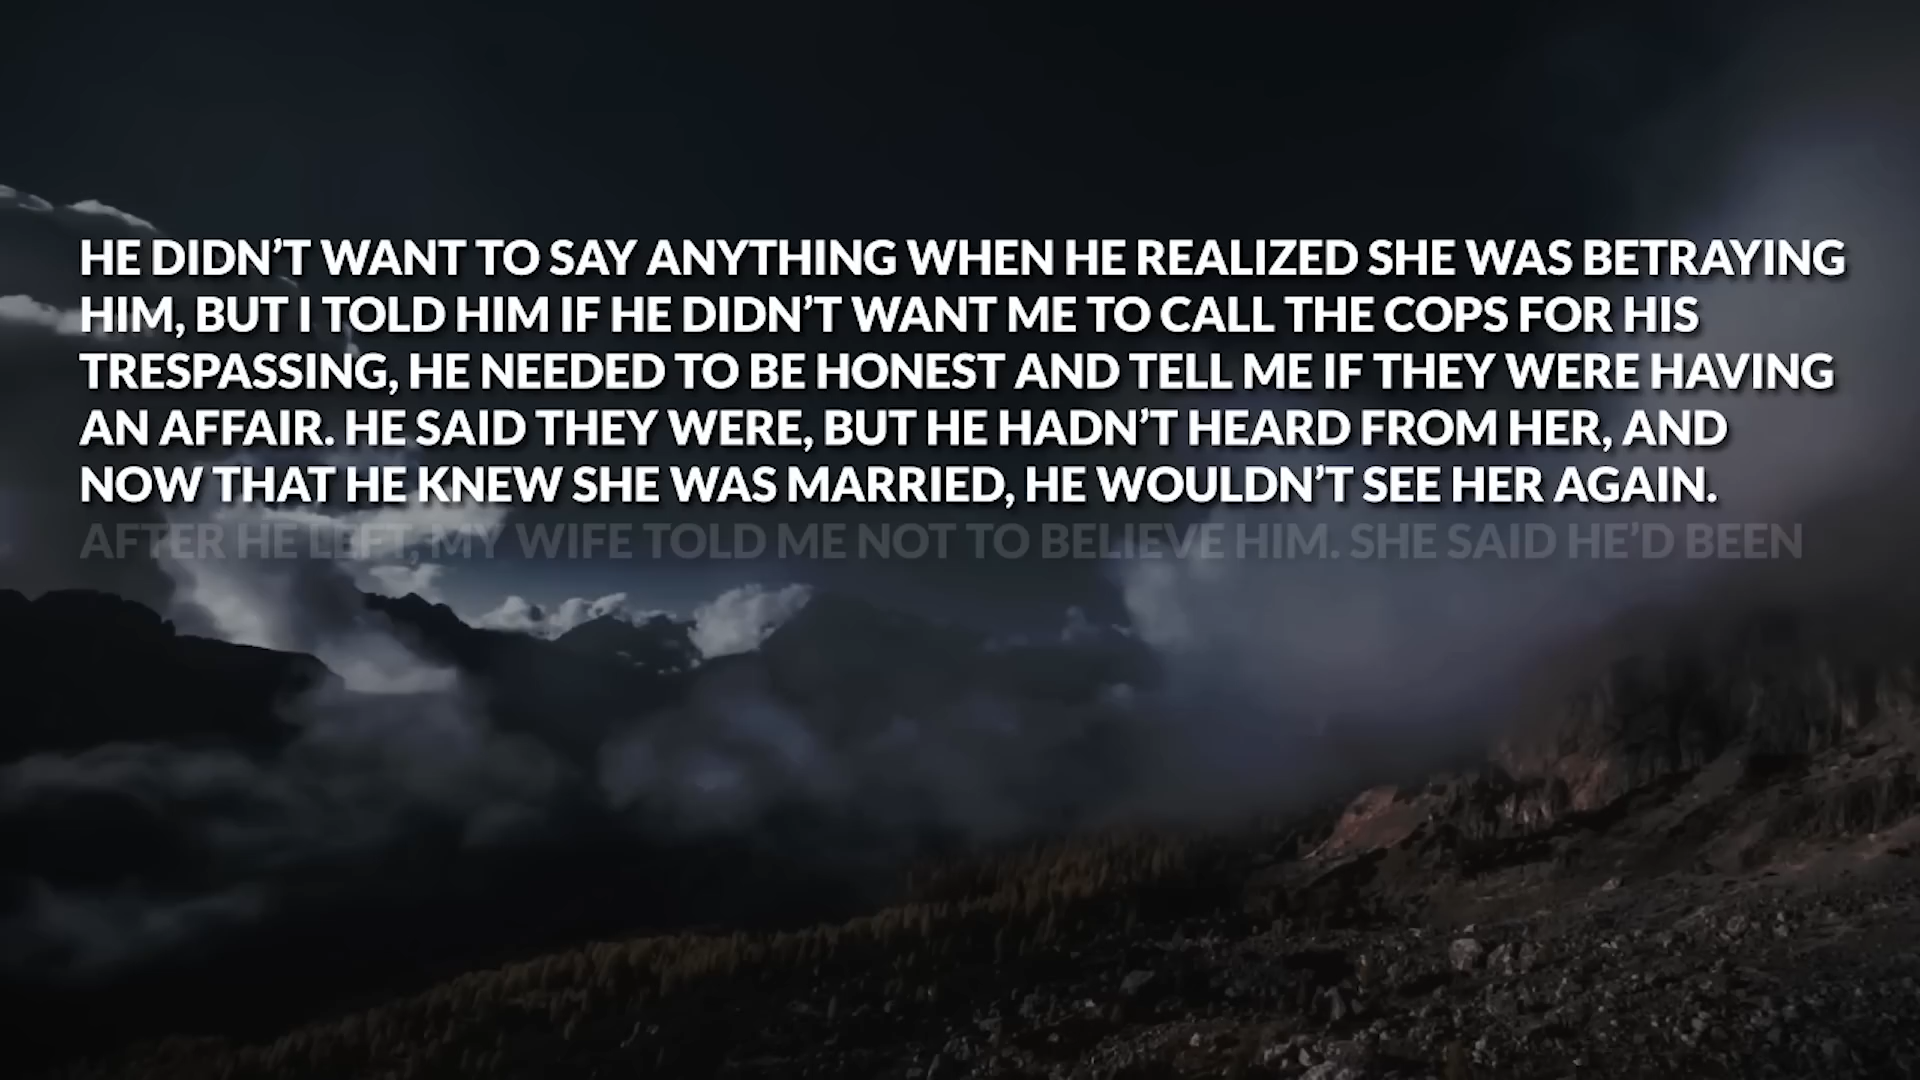 HE DIDN’T WANT TO SAY ANYTHING WHEN HE REALIZED SHE WAS BETRAYING
HIM, BUT I TOLD HIM IF HE DIDN’T WANT ME TO CALL THE COPS FOR HIS
TRESPASSING, HE NEEDED TO BE HONEST AND TELL ME IF THEY WERE HAVING
AN AFFAIR. HE SAID THEY WERE, BUT HE HADN’T HEARD FROM HER, AND
NOW THAT HE KNEW SHE WAS MARRIED, HE WOULDN’T SEE HER AGAIN.
AFTER HE LEFT, MY WIFE TOLD ME NOT TO BELIEVE HIM. SHE SAID HE’D BEEN